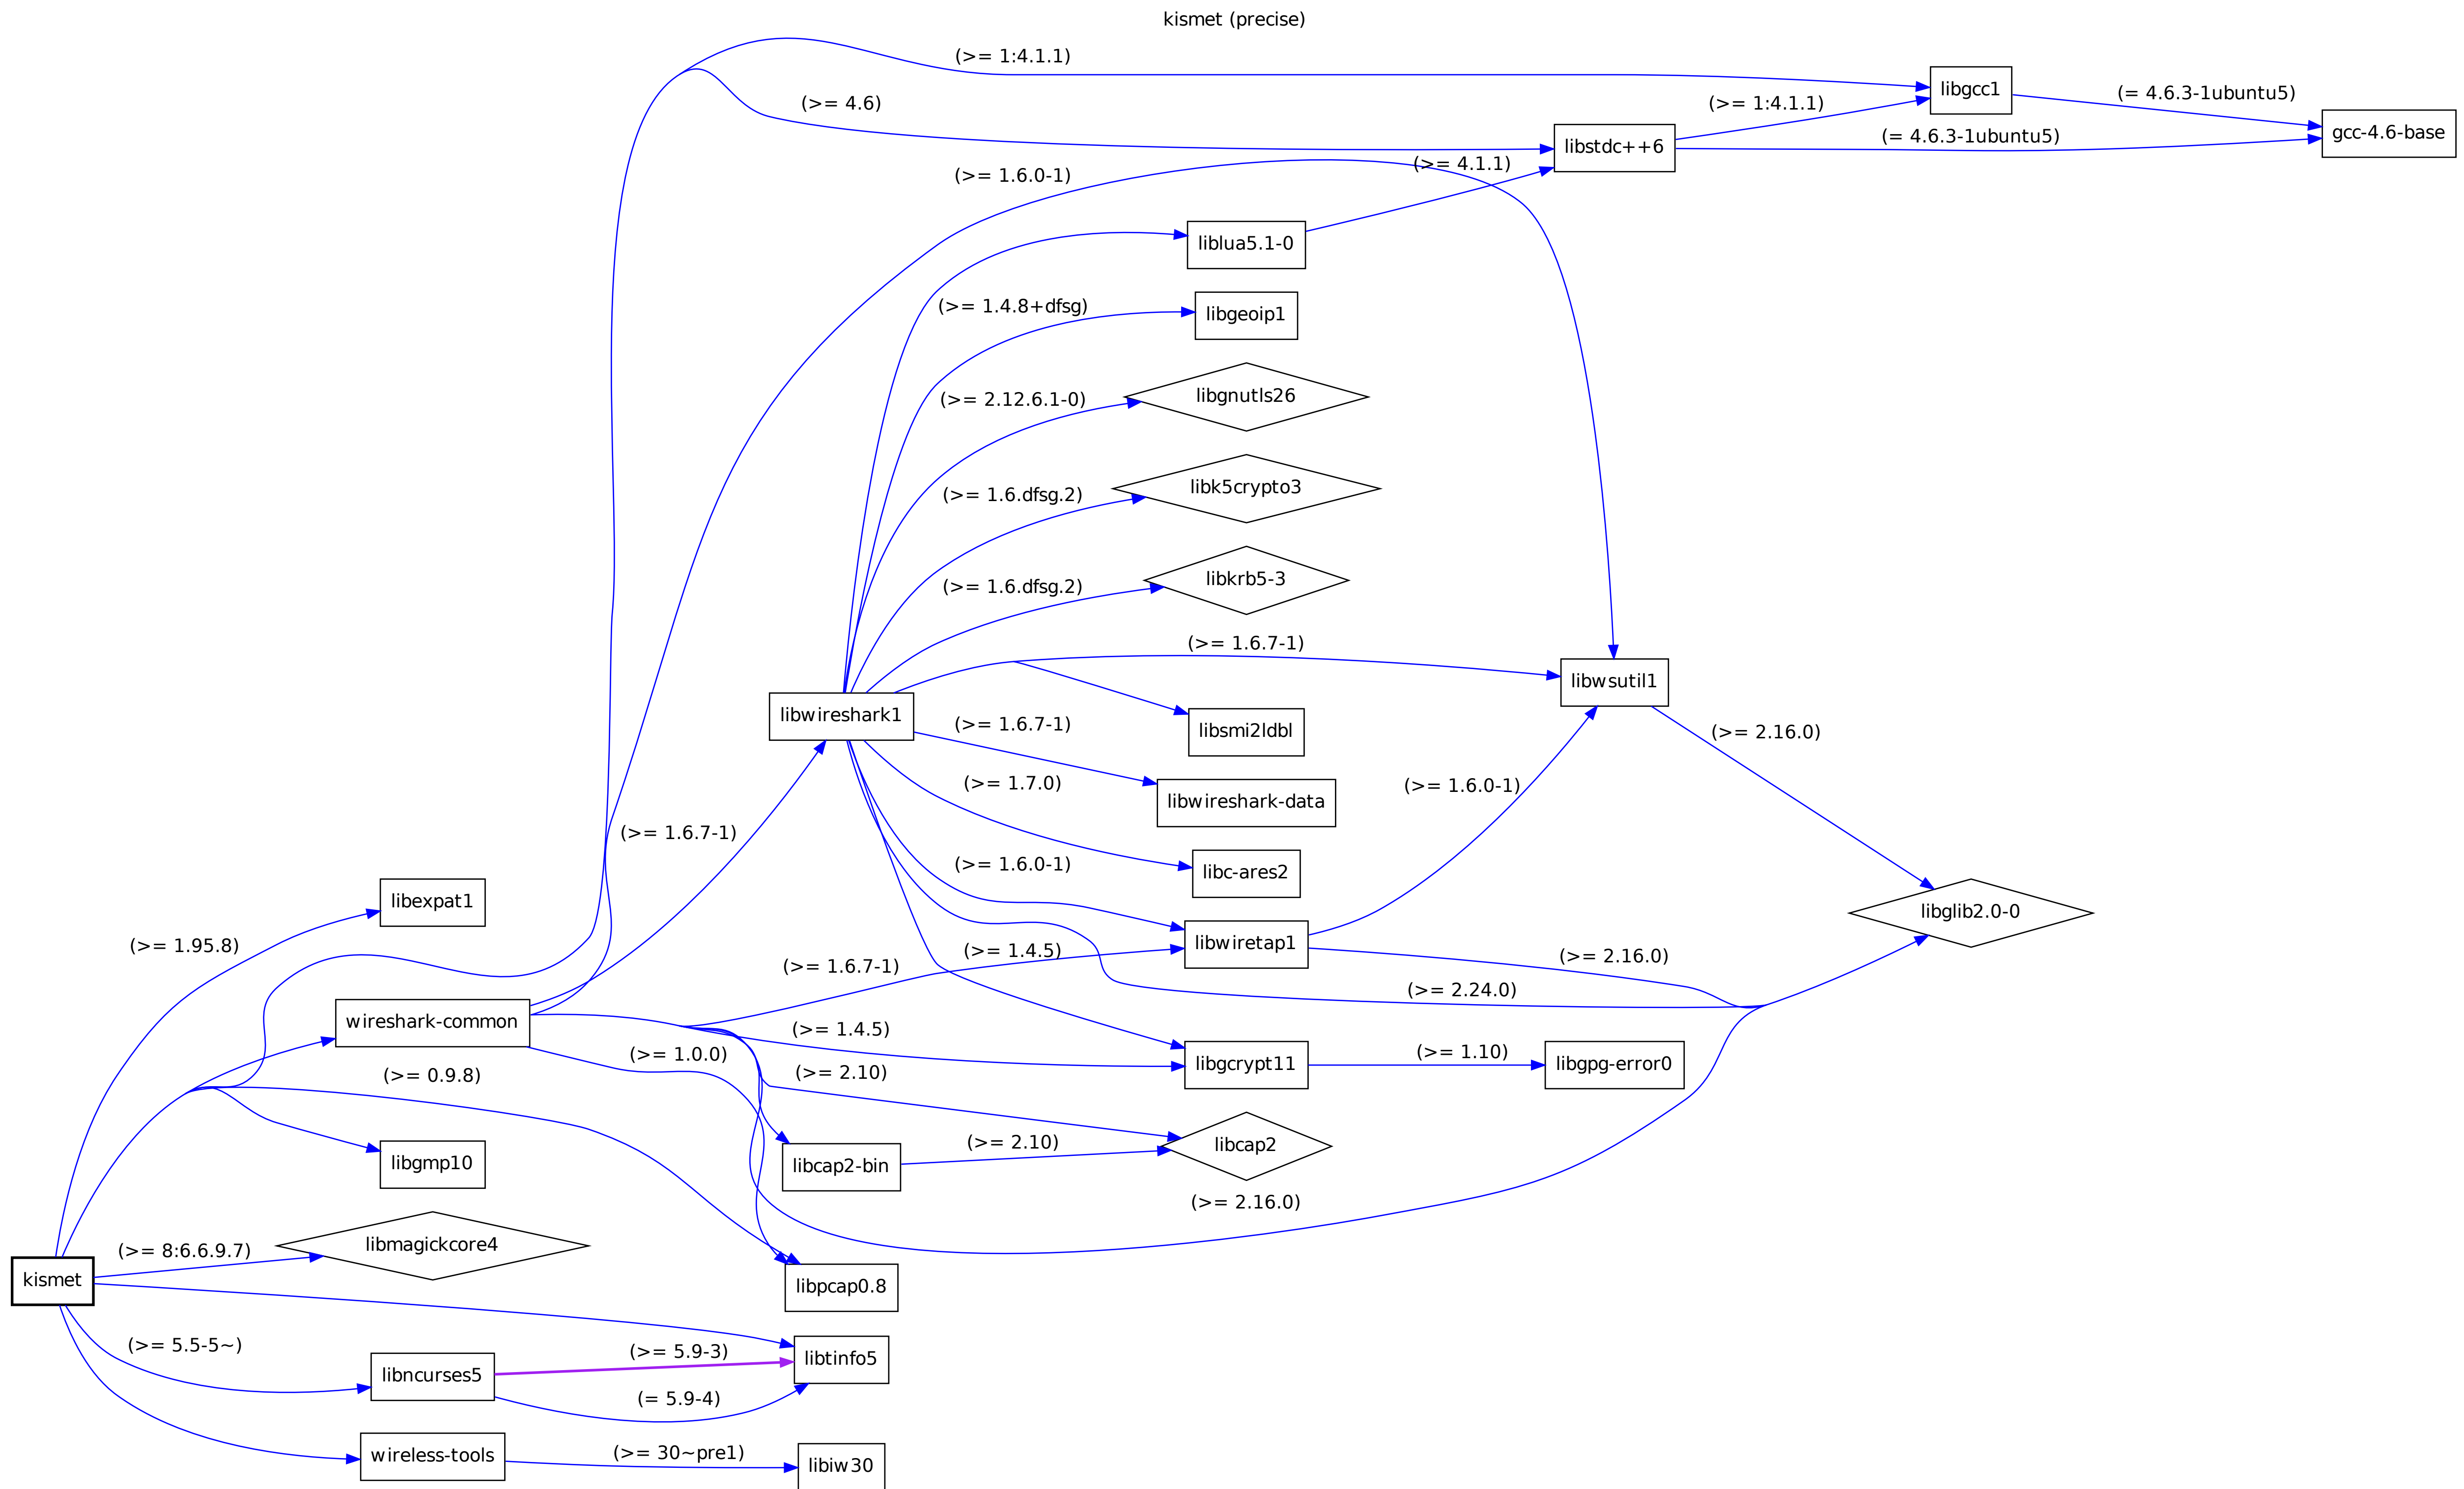 kismet (precise)
(>= 1:4.1.1)
libgcc1
(= 4.6.3-1ubuntu5)
(>= 4.6)
(>= 1:4.1.1)
gcc-4.6-base
libstdc++6
(= 4.6.3-1ubuntu5)
(>= 4.1.1)
(>= 1.6.0-1)
liblua5.1-0
(>= 1.4.8+dfsg)
libgeoip1
(>= 2.12.6.1-0)
libgnutls26
(>= 1.6.dfsg.2)
libk5crypto3
(>= 1.6.dfsg.2)
libkrb5-3
(>= 1.6.7-1)
libwsutil1
libwireshark1
(>= 1.6.7-1)
libsmi2ldbl
(>= 2.16.0)
(>= 1.7.0)
(>= 1.6.0-1)
libwireshark-data
(>= 1.6.7-1)
(>= 1.6.0-1)
libc-ares2
libexpat1
libglib2.0-0
(>= 1.95.8)
libwiretap1
(>= 1.4.5)
(>= 2.16.0)
(>= 1.6.7-1)
(>= 2.24.0)
wireshark-common
(>= 1.4.5)
(>= 1.0.0)
(>= 1.10)
libgcrypt11
libgpg-error0
(>= 0.9.8)
(>= 2.10)
(>= 2.10)
libcap2
libgmp10
libcap2-bin
(>= 2.16.0)
(>= 8:6.6.9.7)
libmagickcore4
kismet
libpcap0.8
(>= 5.5-5~)
(>= 5.9-3)
libtinfo5
libncurses5
(= 5.9-4)
wireless-tools
(>= 30~pre1)
libiw30